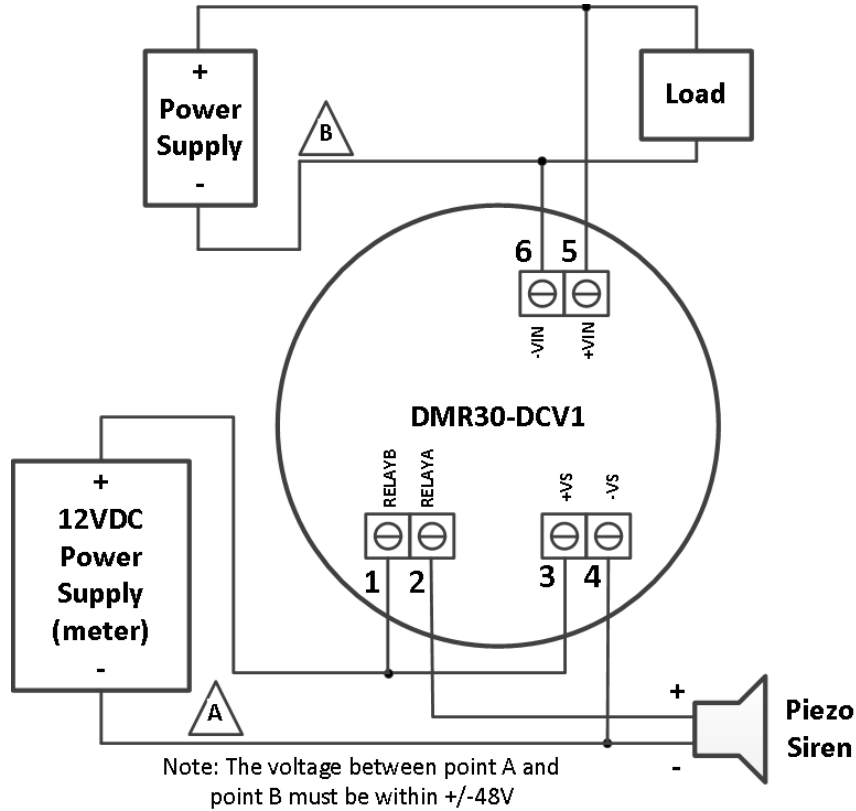 +
Power
Supply
-
B
Load
6 5
-VIN
+VIN
DMR30-DCV1
RELAYB
RELAYA
+VS
-VS
1 2 3 4
+
12VDC
Power
Supply
(meter)
-
A
+
-
Piezo
Siren
Note: The voltage between point A and
point B must be within +/-48V